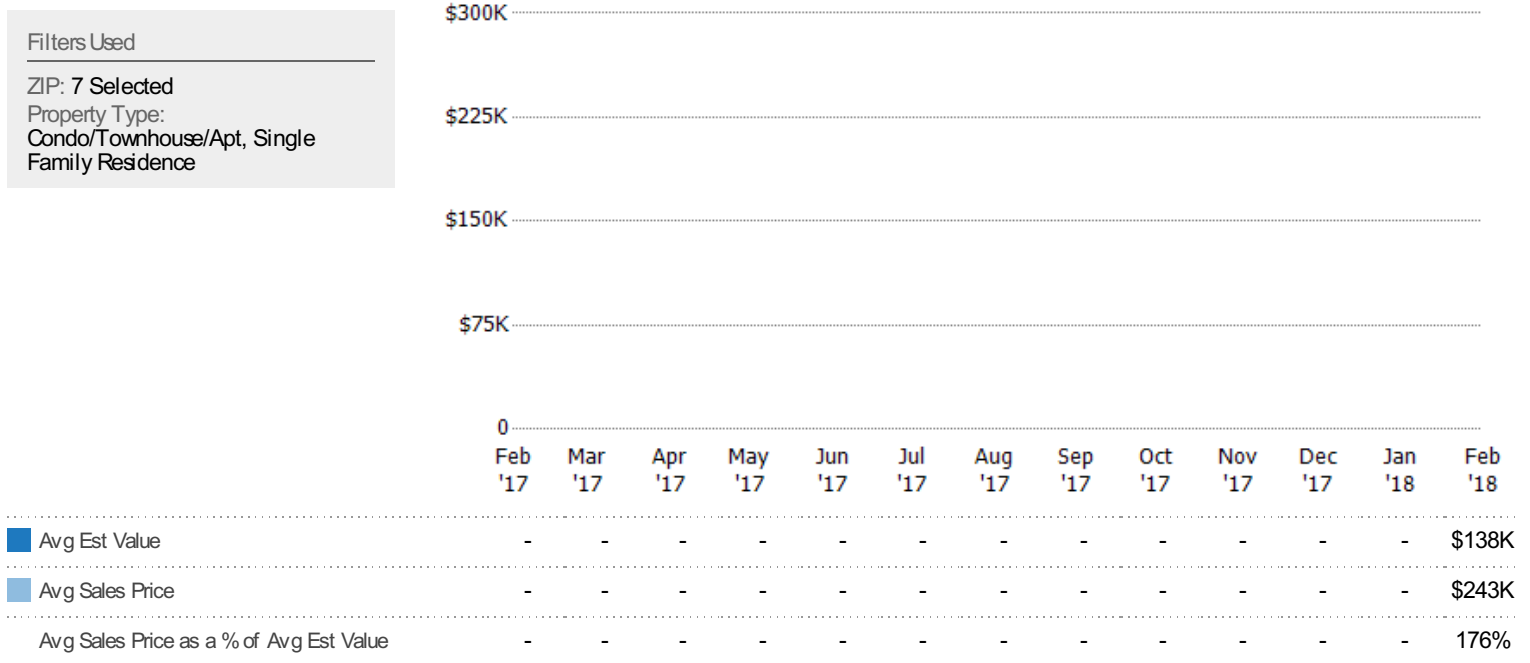 Filters Used
ZIP: 7 Selected
Property Type:
Condo/Townhouse/Apt, Single
Family Residence
$300K
$225K
$150K
$75K
0
Feb Mar Apr May Jun Jul Aug Sep Oct Nov Dec Jan Feb
'17 '17 '17 '17 '17 '17 '17 '17 '17 '17 '17 '18 '18
Avg Est Value - - - - - - - - - - - - $138K
Avg Sales Price - - - - - - - - - - - - $243K
Avg Sales Price as a % of Avg Est Value - - - - - - - - - - - - 176%